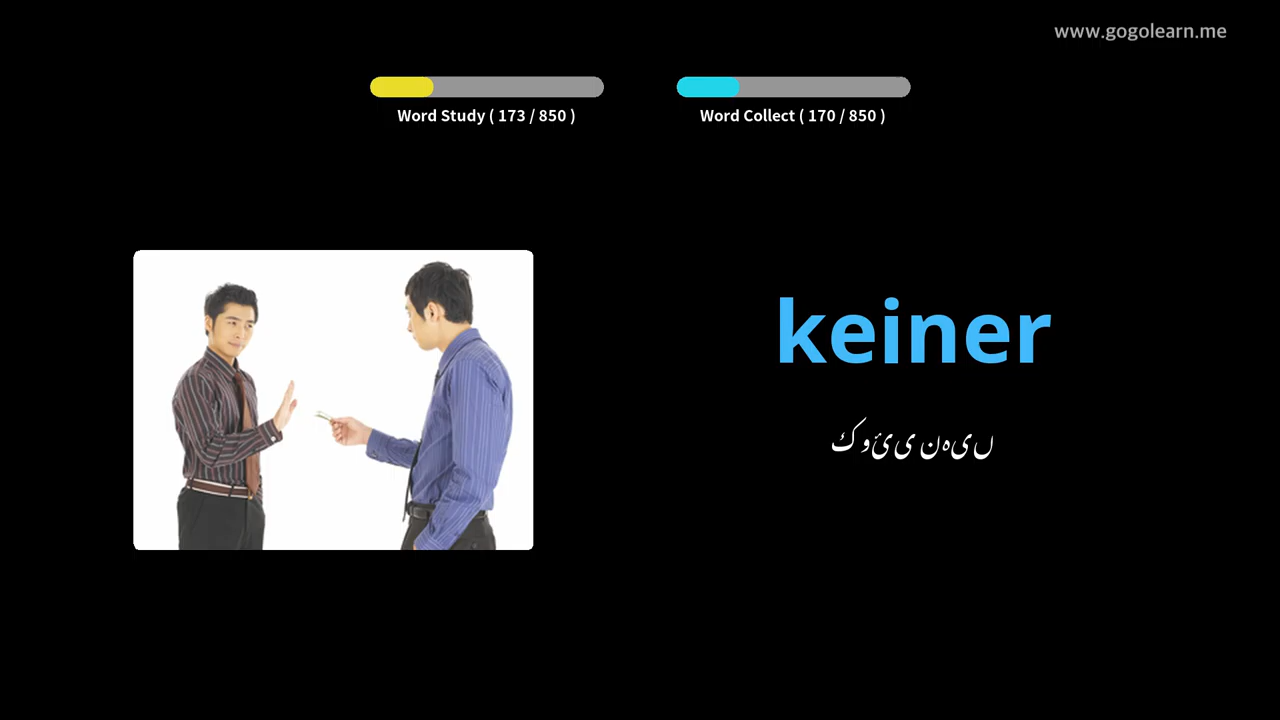 www.gogolearn.me
Word Study ( 173 / 850 )
Word Collect ( 170 / 850 )
keiner
کوئی نہیں